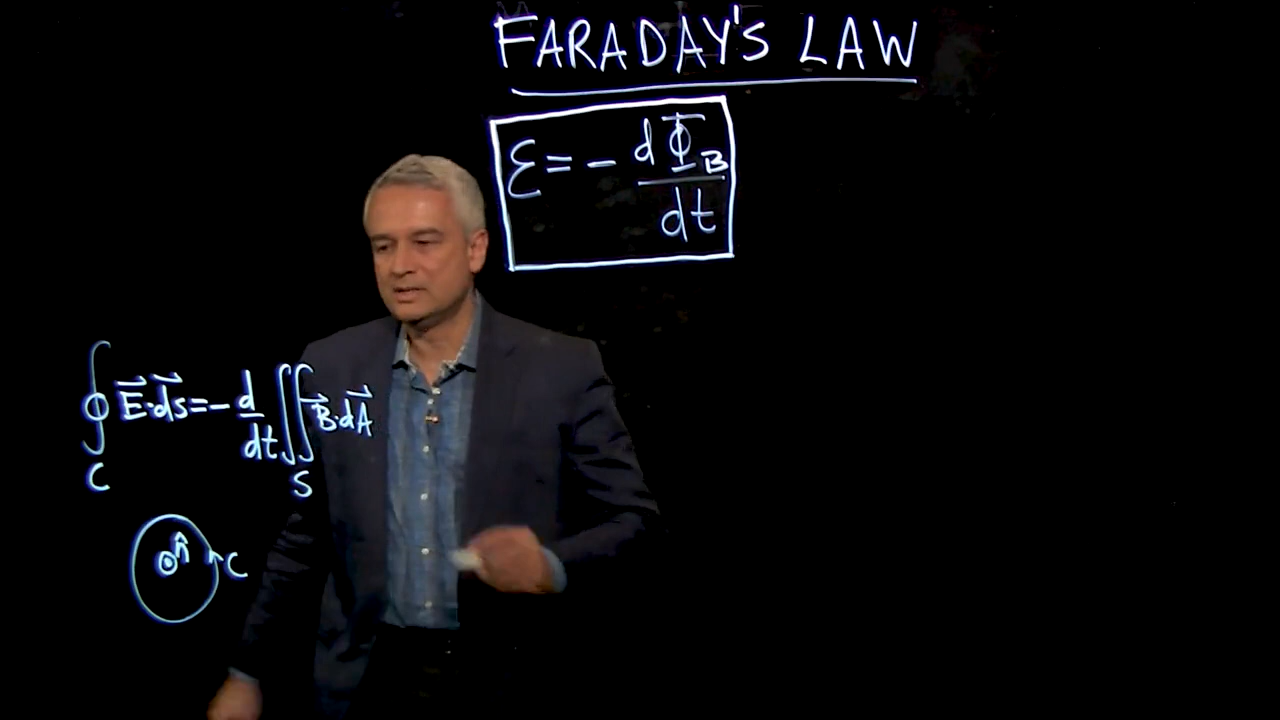 FARADAY'S LAW
ε = - dΦ_B / dt
∮_C E⃗·ds⃗ = - d/dt ∬_S B⃗·dA⃗
n̂ C